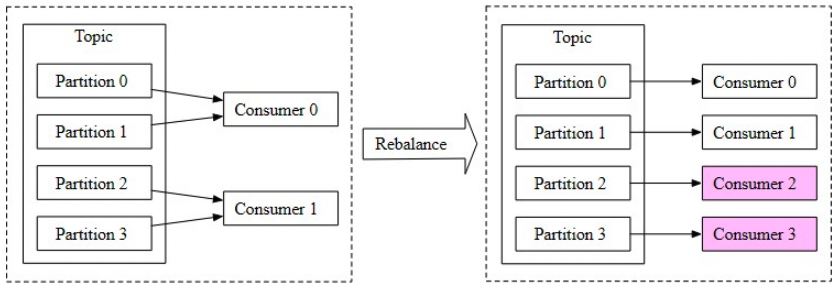 Topic
Partition 0
Partition 1
Partition 2
Partition 3
Consumer 0
Consumer 1
Rebalance
Topic
Partition 0
Partition 1
Partition 2
Partition 3
Consumer 0
Consumer 1
Consumer 2
Consumer 3